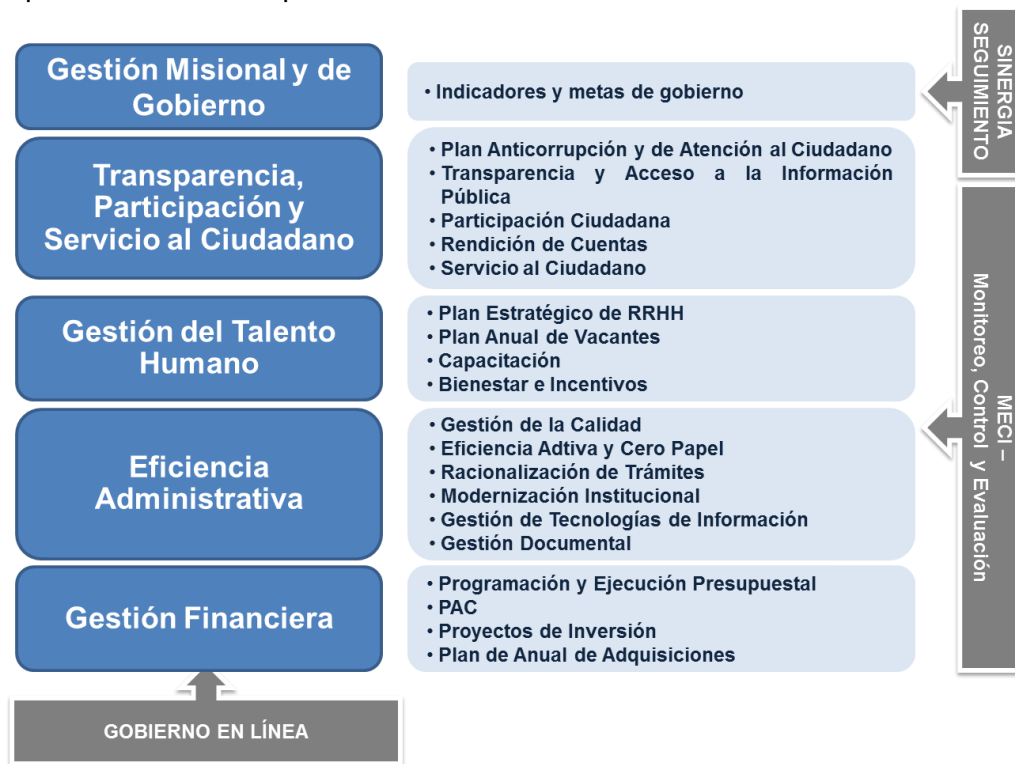 Gestión Misional y de
Gobierno
• Indicadores y metas de gobierno
Transparencia,
Participación y
Servicio al Ciudadano
• Plan Anticorrupción y de Atención al Ciudadano
• Transparencia y Acceso a la Información
Pública
• Participación Ciudadana
• Rendición de Cuentas
• Servicio al Ciudadano
Gestión del Talento
Humano
• Plan Estratégico de RRHH
• Plan Anual de Vacantes
• Capacitación
• Bienestar e Incentivos
Eficiencia
Administrativa
• Gestión de la Calidad
• Eficiencia Adtiva y Cero Papel
• Racionalización de Trámites
• Modernización Institucional
• Gestión de Tecnologías de Información
• Gestión Documental
Gestión Financiera
• Programación y Ejecución Presupuestal
• PAC
• Proyectos de Inversión
• Plan de Anual de Adquisiciones
GOBIERNO EN LÍNEA
SINERGIA
SEGUIMIENTO
MECI –
Monitoreo, Control y Evaluación